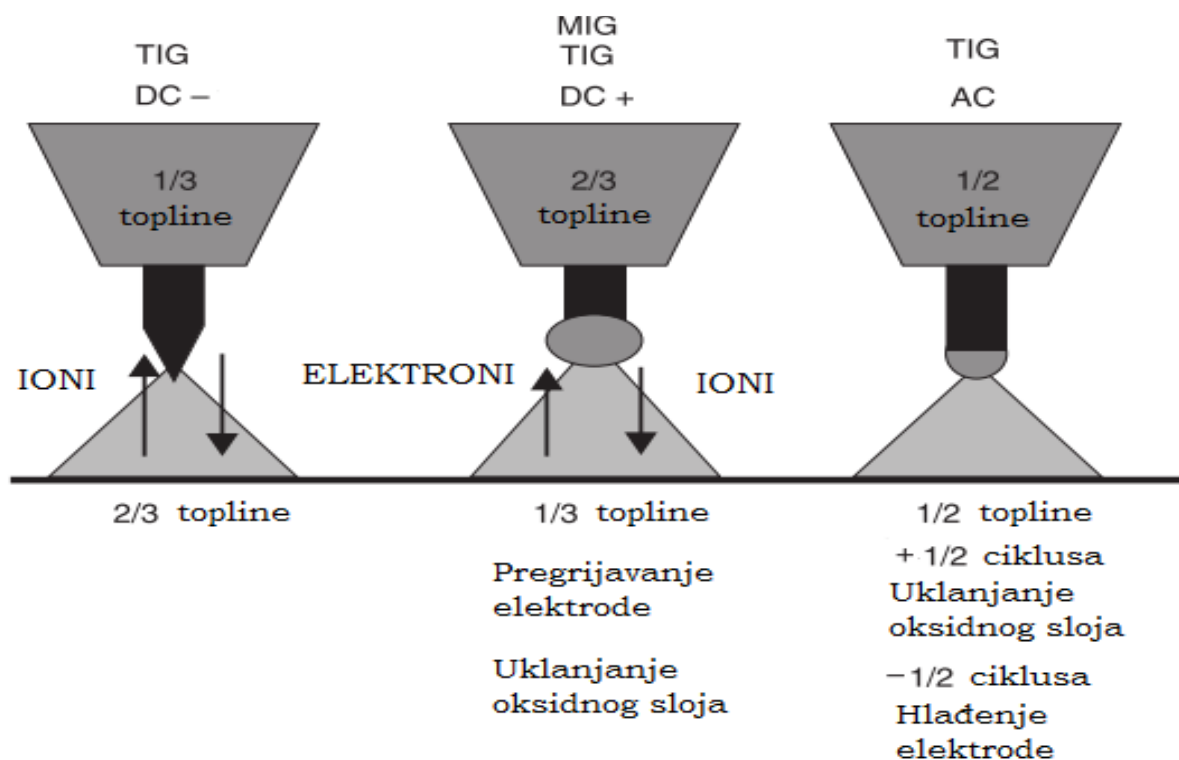 TIG
DC –
1/3
topline
IONI
2/3 topline
MIG
TIG
DC +
2/3
topline
ELEKTRONI
IONI
1/3 topline
Pregrijavanje
elektrode
Uklanjanje
oksidnog sloja
TIG
AC
1/2
topline
1/2 topline
+ 1/2 ciklusa
Uklanjanje
oksidnog sloja
– 1/2 ciklusa
Hlađenje
elektrode